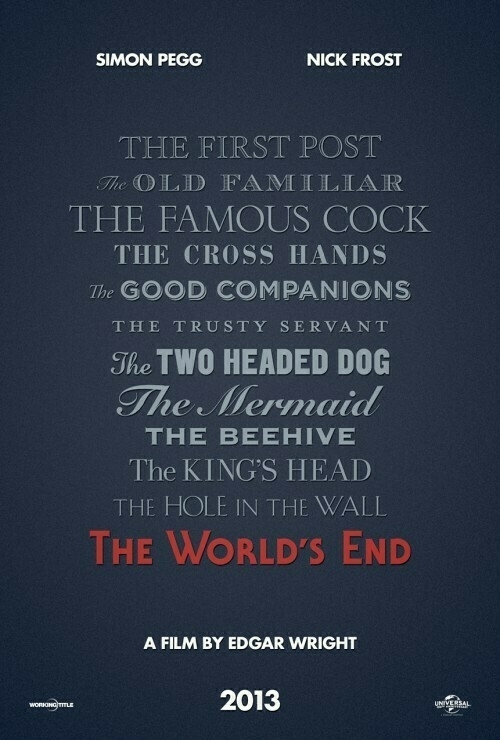 SIMON PEGG NICK FROST
THE FIRST POST
The OLD FAMILIAR
THE FAMOUS COCK
THE CROSS HANDS
The GOOD COMPANIONS
THE TRUSTY SERVANT
The TWO HEADED DOG
The Mermaid
THE BEEHIVE
The KING'S HEAD
THE HOLE IN THE WALL
THE WORLD'S END
A FILM BY EDGAR WRIGHT
WORKING TITLE 2013 UNIVERSAL